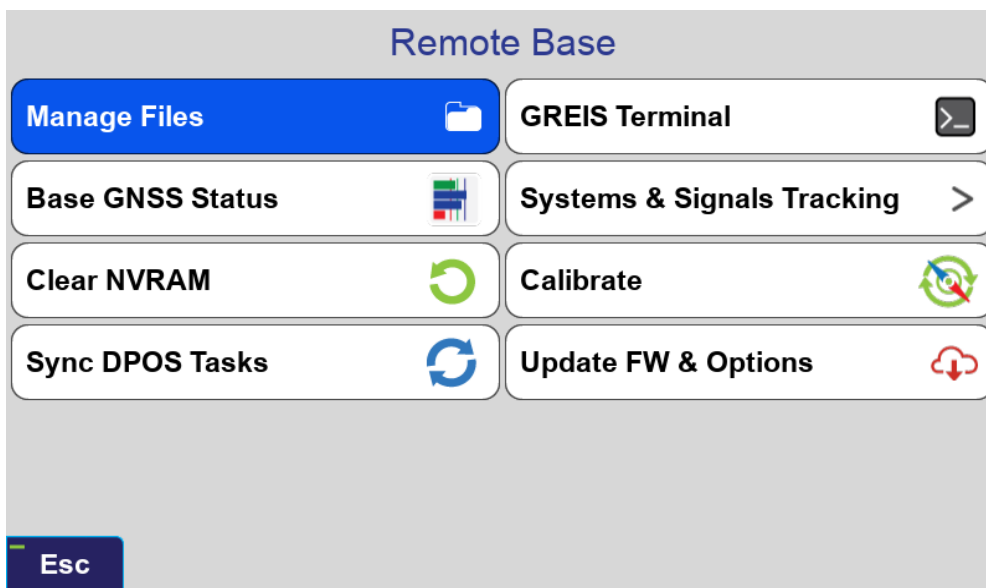 Remote Base
Manage Files
GREIS Terminal
Base GNSS Status
Systems & Signals Tracking
Clear NVRAM
Calibrate
Sync DPOS Tasks
Update FW & Options
Esc